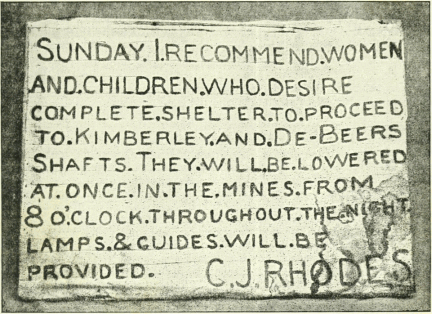 SUNDAY. I.RECOMMEND.WOMEN
AND.CHILDREN.WHO.DESIRE
COMPLETE.SHELTER.TO.PROCEED
TO.KIMBERLEY.AND.DE-BEERS
SHAFTS. THEY.WILL.BE.LOWERED
AT.ONCE.IN.THE.MINES.FROM
8 O'CLOCK.THROUGHOUT.THE.NIGHT.
LAMPS.&GUIDES.WILL.BE
PROVIDED. C.J.RHODES